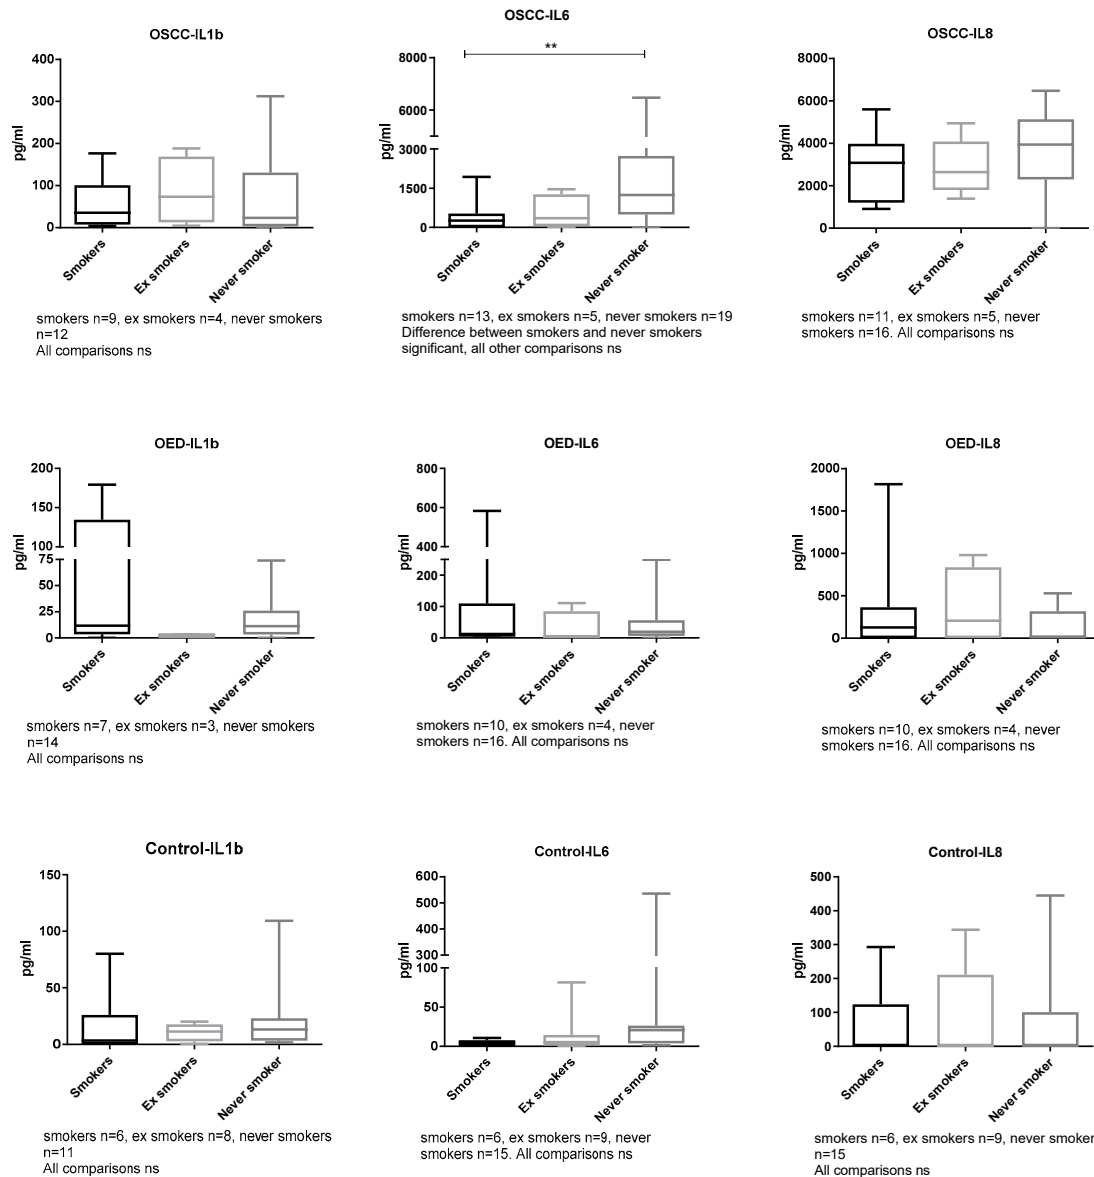 OSCC-IL1b
400
300
200
100
0
pg/ml
Smokers
Ex smokers
Never smoker
smokers n=9, ex smokers n=4, never smokers
n=12
All comparisons ns
OSCC-IL6
**
8000
6000
4000
3000
1500
0
pg/ml
Smokers
Ex smokers
Never smoker
smokers n=13, ex smokers n=5, never smokers n=19
Difference between smokers and never smokers
significant, all other comparisons ns
OSCC-IL8
8000
6000
4000
2000
0
pg/ml
Smokers
Ex smokers
Never smoker
smokers n=11, ex smokers n=5, never
smokers n=16. All comparisons ns
OED-IL1b
200
150
100
75
50
25
0
pg/ml
Smokers
Ex smokers
Never smoker
smokers n=7, ex smokers n=3, never smokers
n=14
All comparisons ns
OED-IL6
800
600
400
200
100
0
pg/ml
Smokers
Ex smokers
Never smoker
smokers n=10, ex smokers n=4, never
smokers n=16. All comparisons ns
OED-IL8
2000
1500
1000
500
0
pg/ml
Smokers
Ex smokers
Never smoker
smokers n=10, ex smokers n=4, never
smokers n=16. All comparisons ns
Control-IL1b
150
100
50
0
pg/ml
Smokers
Ex smokers
Never smoker
smokers n=6, ex smokers n=8, never smokers
n=11
All comparisons ns
Control-IL6
600
500
400
300
100
50
0
pg/ml
Smokers
Ex smokers
Never smoker
smokers n=6, ex smokers n=9, never
smokers n=15. All comparisons ns
Control-IL8
500
400
300
200
100
0
pg/ml
Smokers
Ex smokers
Never smoker
smokers n=6, ex smokers n=9, never smoker
n=15
All comparisons ns